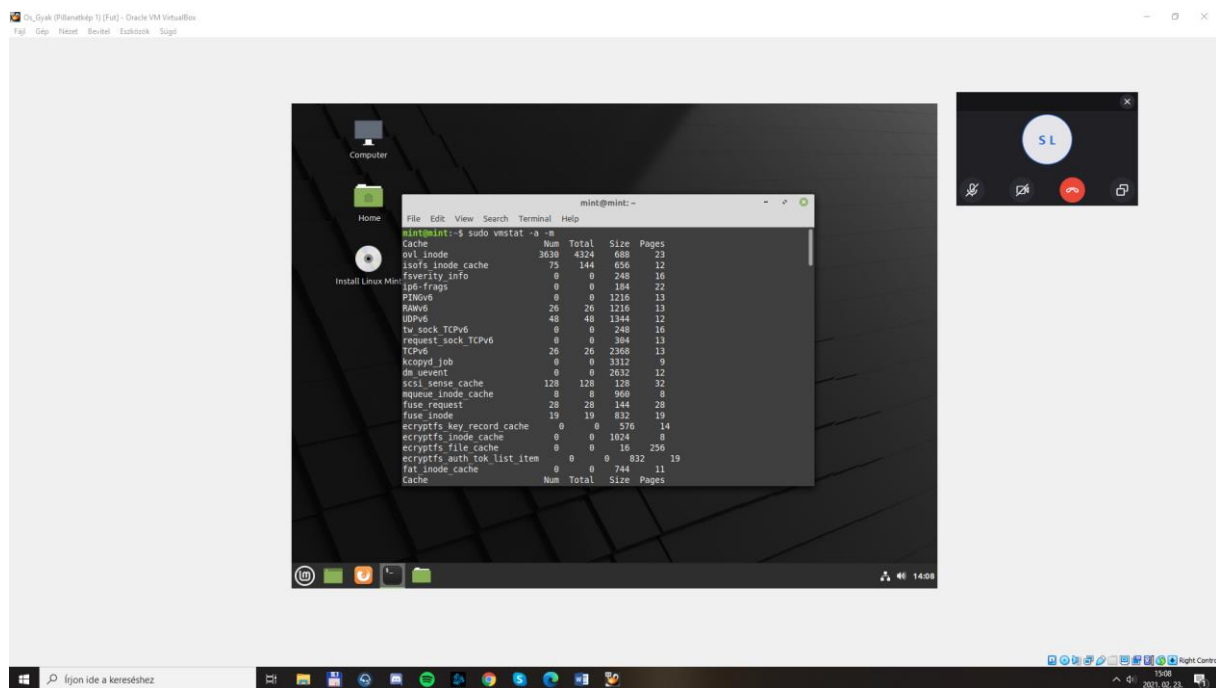 Os_Gyak (Pillanatkép 1) [Fut] - Oracle VM VirtualBox
Fájl Gép Nézet Bevitel Eszközök Súgó
S L
Computer
Home
Install Linux Mint
mint@mint: ~
File Edit View Search Terminal Help
mint@mint:~$ sudo vmstat -a -m
Cache Num Total Size Pages
ovl_inode 3630 4324 688 23
isofs_inode_cache 75 144 656 12
fsverity_info 0 0 248 16
ip6-frags 0 0 184 22
PINGv6 0 0 1216 13
RAWv6 26 26 1216 13
UDPv6 48 48 1344 12
tw_sock_TCPv6 0 0 248 16
request_sock_TCPv6 0 0 304 13
TCPv6 26 26 2368 13
kcopyd_job 0 0 3312 9
dm_uevent 0 0 2632 12
scsi_sense_cache 128 128 128 32
mqueue_inode_cache 8 8 960 8
fuse_request 28 28 144 28
fuse_inode 19 19 832 19
ecryptfs_key_record_cache 0 0 576 14
ecryptfs_inode_cache 0 0 1024 8
ecryptfs_file_cache 0 0 16 256
ecryptfs_auth_tok_list_item 0 0 832 19
fat_inode_cache 0 0 744 11
Cache Num Total Size Pages
14:08
Right Contro
Írjon ide a kereséshez
15:08
2021. 02. 23.